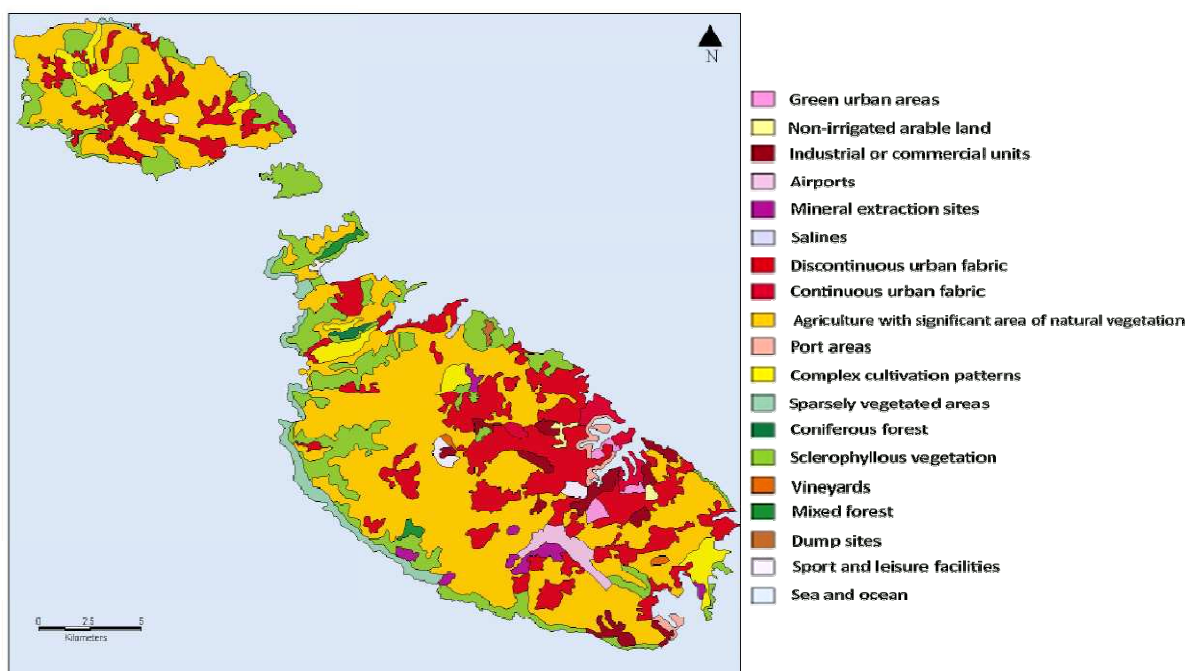 N
Green urban areas
Non-irrigated arable land
Industrial or commercial units
Airports
Mineral extraction sites
Salines
Discontinuous urban fabric
Continuous urban fabric
Agriculture with significant area of natural vegetation
Port areas
Complex cultivation patterns
Sparsely vegetated areas
Coniferous forest
Sclerophyllous vegetation
Vineyards
Mixed forest
Dump sites
Sport and leisure facilities
Sea and ocean
0 2.5 5
Kilometers